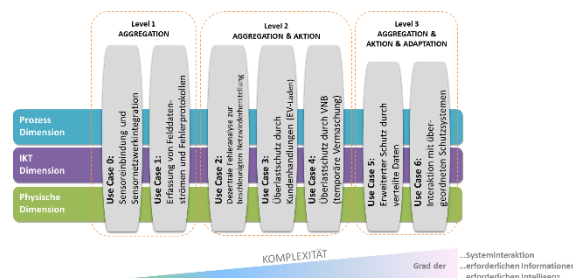 Level 1
AGGREGATION
Level 2
AGGREGATION & AKTION
Level 3
AGGREGATION &
AKTION & ADAPTATION
Prozess
Dimension
IKT
Dimension
Physische
Dimension
Use Case 0:
Sensoreinbindung und
Sensornetzwerkintegration
Use Case 1:
Erfassung von Felddaten-
strömen und Fehlerprotokollen
Use Case 2:
Dezentrale Fehleranalyse zur
beschleunigten Netzwiederherstellung
Use Case 3:
Überlastschutz durch
Kundenhandlungen (EV-Laden)
Use Case 4:
Überlastschutz durch VNB
(temporäre Vermaschung)
Use Case 5:
Erweiterter Schutz durch
verteilte Daten
Use Case 6:
Interaktion mit über-
geordneten Schutzsystemen
KOMPLEXITÄT
Grad der
...Systeminteraktion
...erforderlichen Informationen
erforderlichen Intelligenz